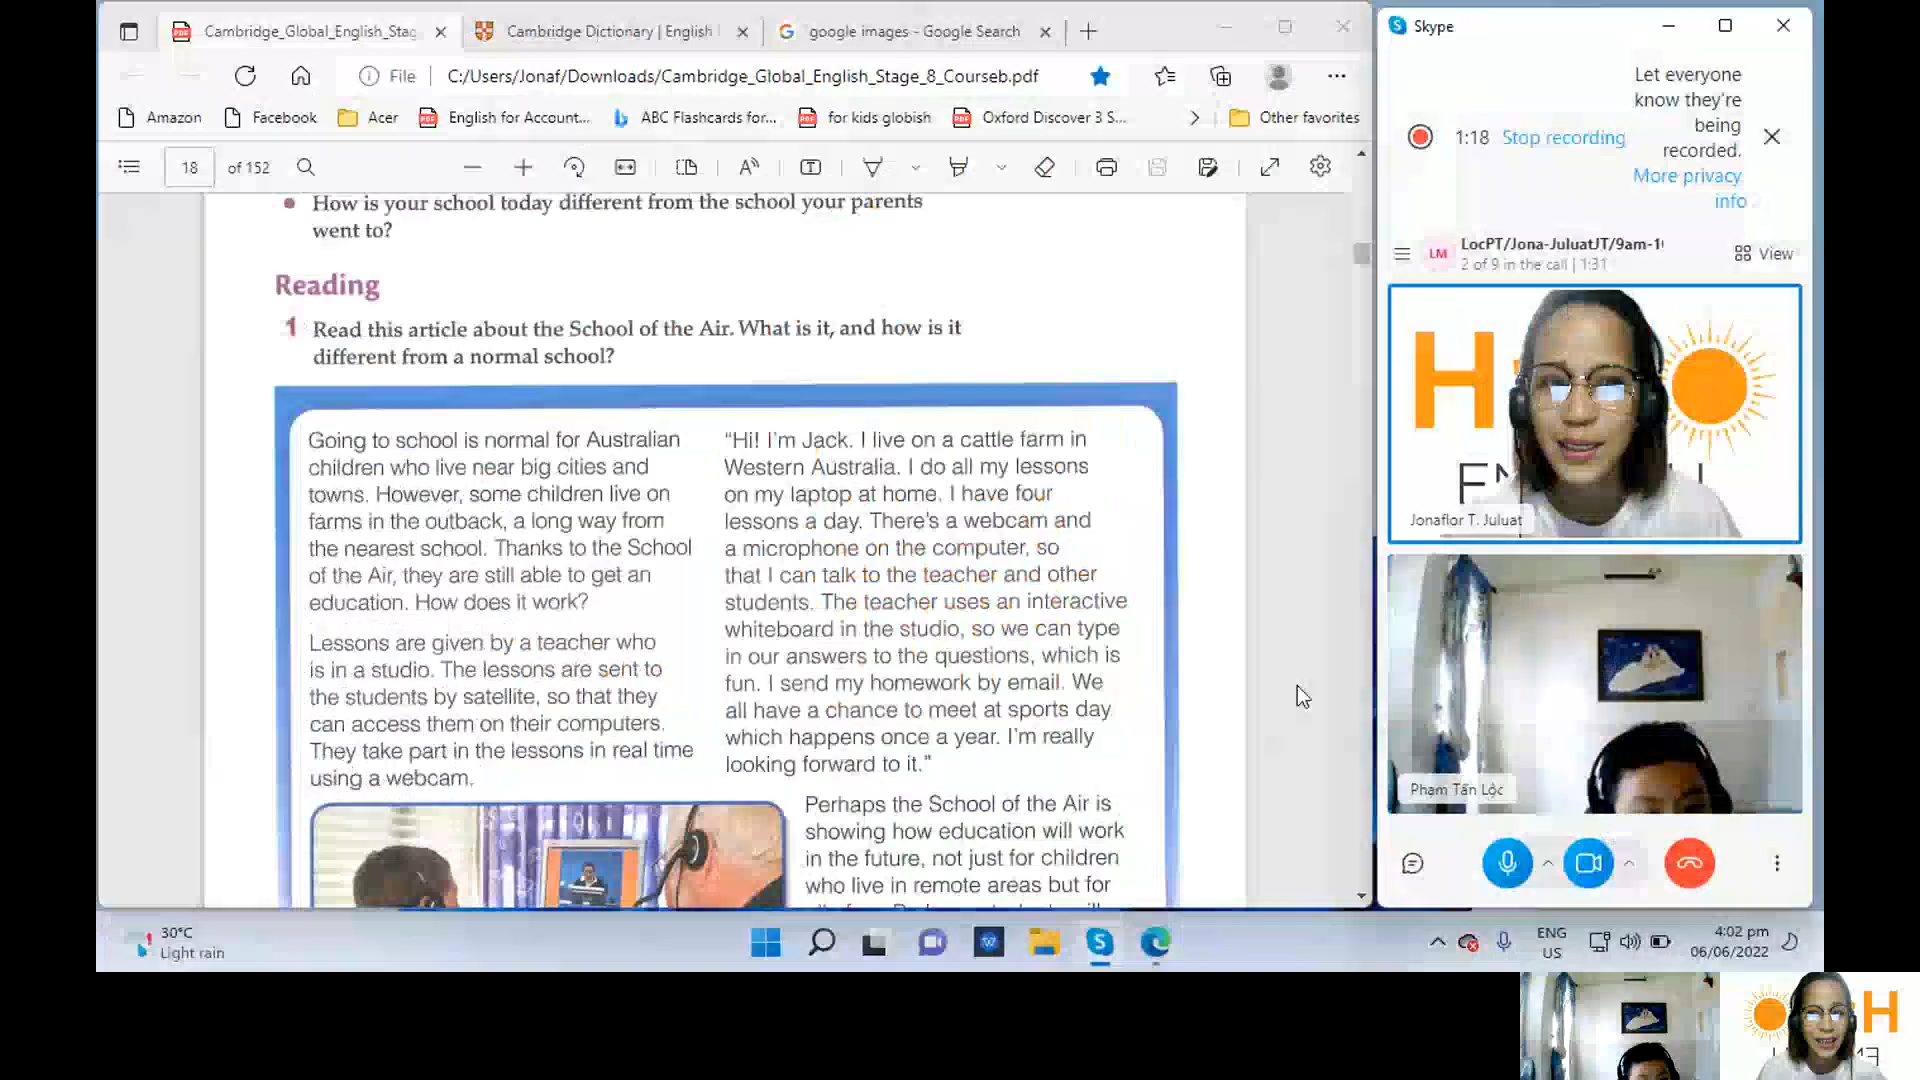 Cambridge_Global_English_Stag
Cambridge Dictionary | English
google images - Google Search
File
C:/Users/Jonaf/Downloads/Cambridge_Global_English_Stage_8_Courseb.pdf
Amazon
Facebook
Acer
English for Account...
ABC Flashcards for...
for kids globish
Oxford Discover 3 S...
Other favorites
18 of 152
How is your school today different from the school your parents
went to?
Reading
1 Read this article about the School of the Air. What is it, and how is it
different from a normal school?
Going to school is normal for Australian
children who live near big cities and
towns. However, some children live on
farms in the outback, a long way from
the nearest school. Thanks to the School
of the Air, they are still able to get an
education. How does it work?
Lessons are given by a teacher who
is in a studio. The lessons are sent to
the students by satellite, so that they
can access them on their computers.
They take part in the lessons in real time
using a webcam.
"Hi! I'm Jack. I live on a cattle farm in
Western Australia. I do all my lessons
on my laptop at home. I have four
lessons a day. There's a webcam and
a microphone on the computer, so
that I can talk to the teacher and other
students. The teacher uses an interactive
whiteboard in the studio, so we can type
in our answers to the questions, which is
fun. I send my homework by email. We
all have a chance to meet at sports day
which happens once a year. I'm really
looking forward to it."
Perhaps the School of the Air is
showing how education will work
in the future, not just for children
who live in remote areas but for
Skype
Let everyone
know they're
being
recorded.
More privacy
info
1:18 Stop recording
LM
LocPT/Jona-JuluatJT/9am-1
2 of 9 in the call | 1:31
View
H
Jonaflor T. Juluat
Phạm Tấn Lộc
30°C
Light rain
ENG
US
4:02 pm
06/06/2022
H